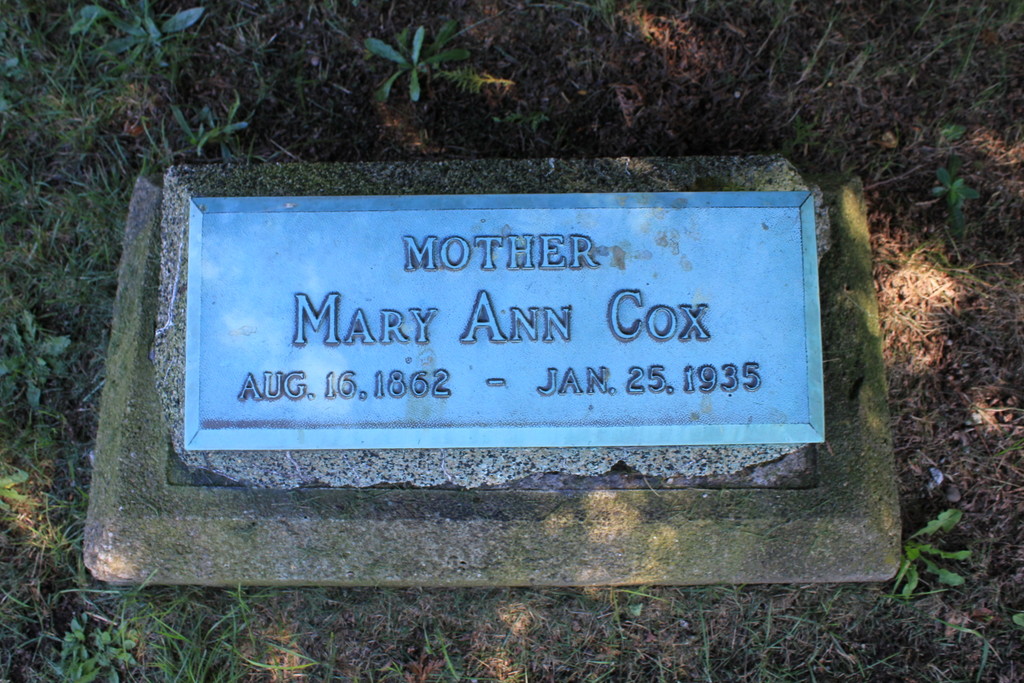 MOTHER
MARY ANN COX
AUG. 16, 1862 - JAN. 25, 1935